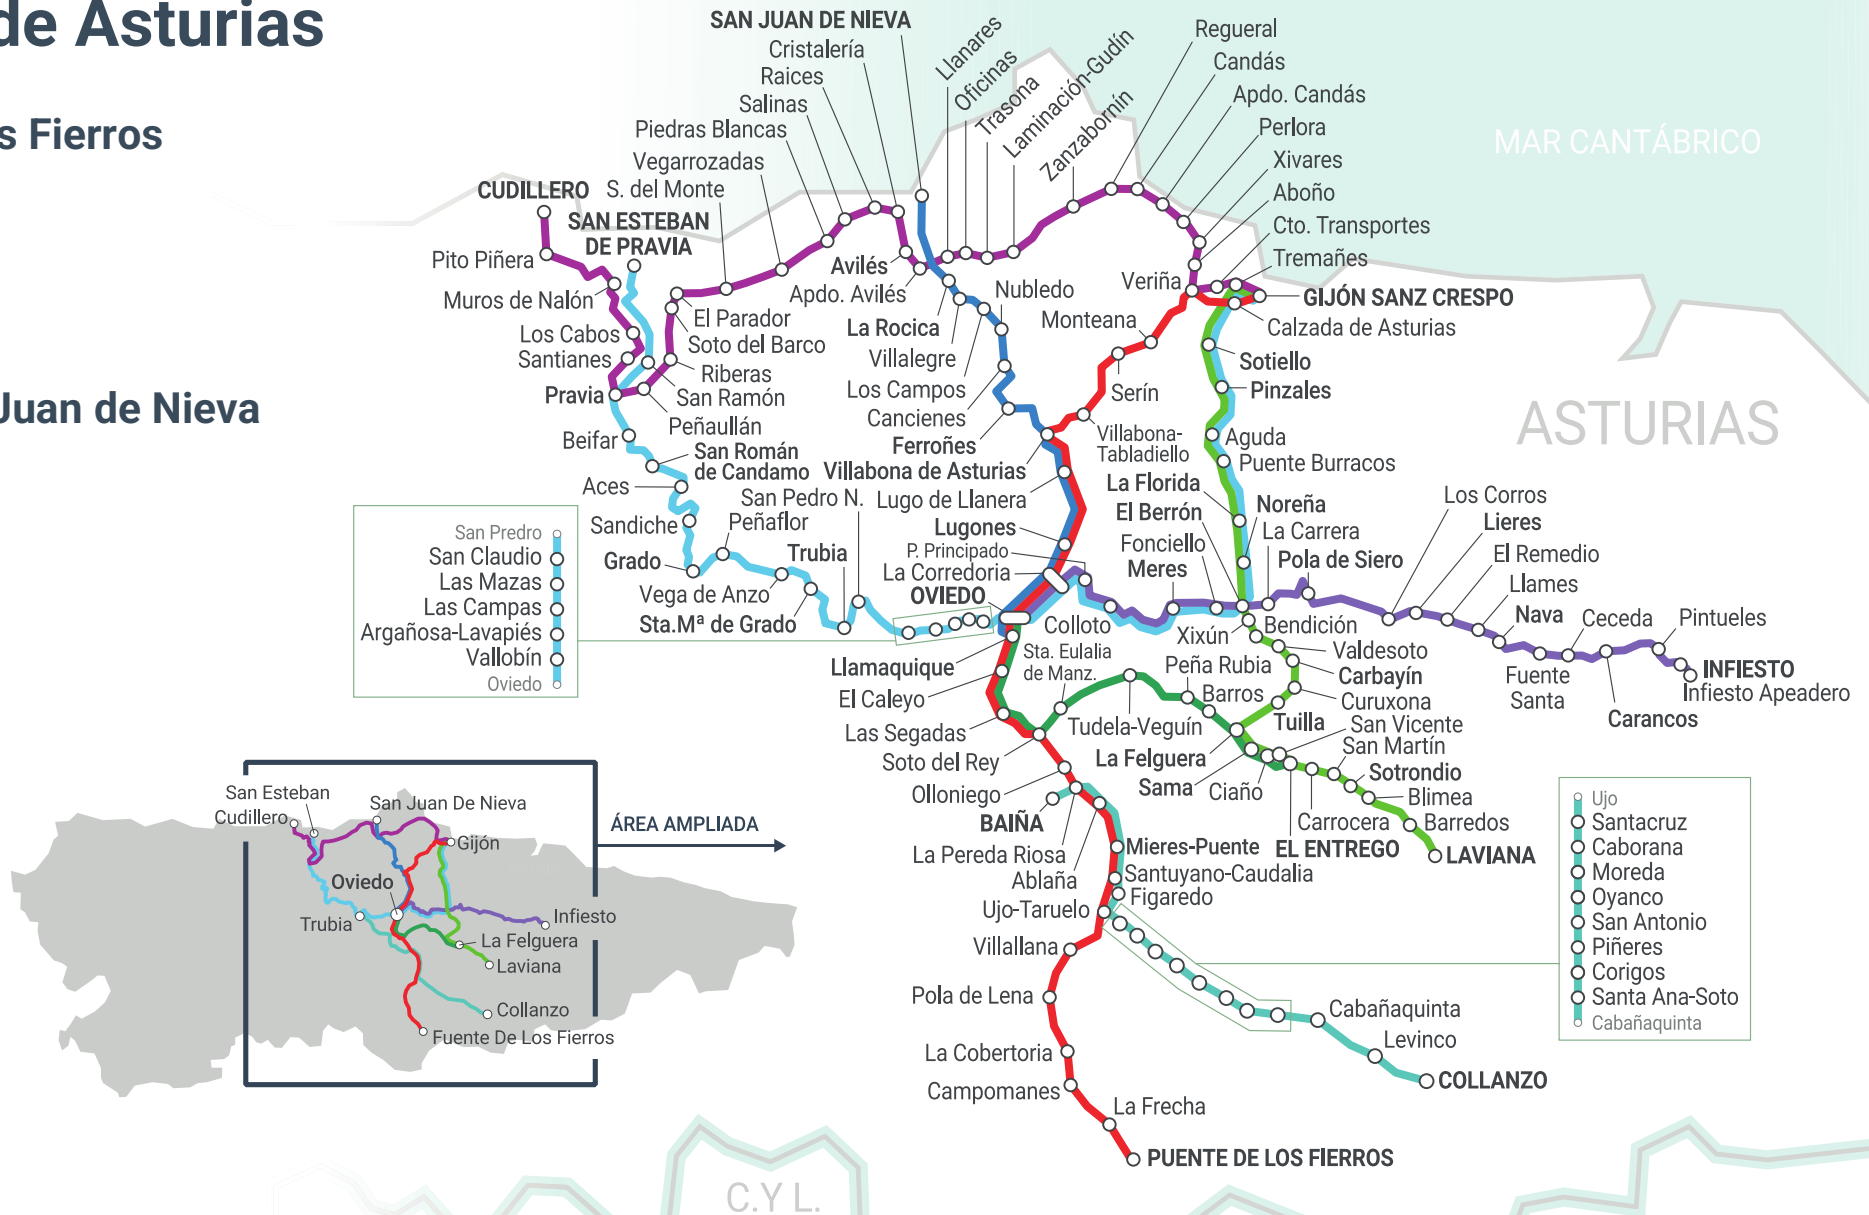 de Asturias
s Fierros
Juan de Nieva
MAR CANTÁBRICO
ASTURIAS
C.Y L.
SAN JUAN DE NIEVA
Cristalería
Raices
Salinas
Piedras Blancas
Vegarrozadas
S. del Monte
CUDILLERO
SAN ESTEBAN
DE PRAVIA
Pito Piñera
Muros de Nalón
Los Cabos
Santianes
Pravia
Beifar
El Parador
Soto del Barco
Riberas
San Ramón
Peñaullán
San Román
de Candamo
Aces
Sandiche
Grado
San Pedro N.
Peñaflor
Trubia
Vega de Anzo
Sta.Mª de Grado
Llanares
Oficinas
Trasona
Laminación-Gudín
Zanzabornín
Regueral
Candás
Apdo. Candás
Perlora
Xivares
Aboño
Cto. Transportes
Tremañes
Veriña
GIJÓN SANZ CRESPO
Calzada de Asturias
Avilés
Apdo. Avilés
La Rocica
Villalegre
Los Campos
Cancienes
Ferroñes
Villabona de Asturias
Lugo de Llanera
Lugones
P. Principado
La Corredoria
OVIEDO
Nubledo
Monteana
Serín
Villabona-
Tabladiello
Sotiello
Pinzales
Aguda
Puente Burracos
La Florida
El Berrón
Fonciello
Meres
Noreña
La Carrera
Pola de Siero
Los Corros
Lieres
El Remedio
Llames
Nava
Ceceda
Pintueles
INFIESTO
Infiesto Apeadero
Fuente
Santa
Carancos
Colloto
Xixún
Bendición
Valdesoto
Carbayín
Curuxona
Tuilla
San Vicente
San Martín
Sotrondio
Blimea
Barredos
LAVIANA
Llamaquique
El Caleyo
Las Segadas
Soto del Rey
Olloniego
BAIÑA
La Pereda Riosa
Ablaña
Sta. Eulalia
de Manz.
Peña Rubia
Barros
Tudela-Veguín
La Felguera
Sama
Ciaño
Carrocera
EL ENTREGO
Mieres-Puente
Santuyano-Caudalia
Figaredo
Ujo-Taruelo
Villallana
Pola de Lena
La Cobertoria
Campomanes
La Frecha
PUENTE DE LOS FIERROS
Cabañaquinta
Levinco
COLLANZO
San Predro
San Claudio
Las Mazas
Las Campas
Argañosa-Lavapiés
Vallobín
Oviedo
Ujo
Santacruz
Caborana
Moreda
Oyanco
San Antonio
Piñeres
Corigos
Santa Ana-Soto
Cabañaquinta
San Esteban
Cudillero
San Juan De Nieva
Gijón
Oviedo
Trubia
Infiesto
La Felguera
Laviana
Collanzo
Fuente De Los Fierros
ÁREA AMPLIADA